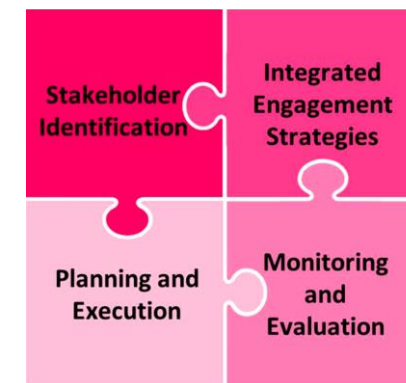 Stakeholder
Identification
Integrated
Engagement
Strategies
Planning and
Execution
Monitoring
and
Evaluation